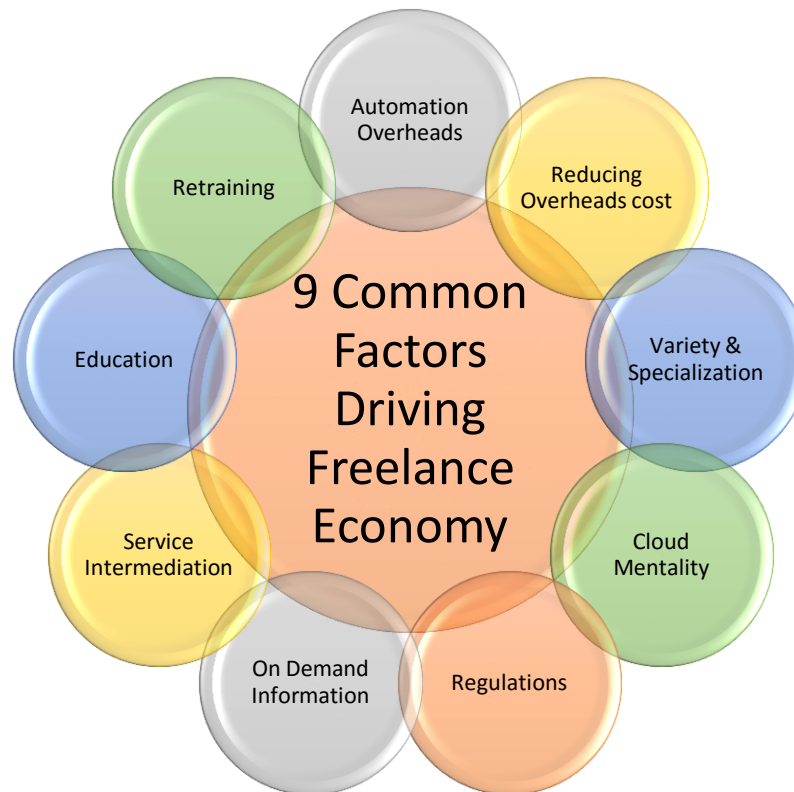 Automation
Overheads
Reducing
Overheads cost
Variety &
Specialization
Cloud
Mentality
Regulations
On Demand
Information
Service
Intermediation
Education
Retraining
9 Common
Factors
Driving
Freelance
Economy